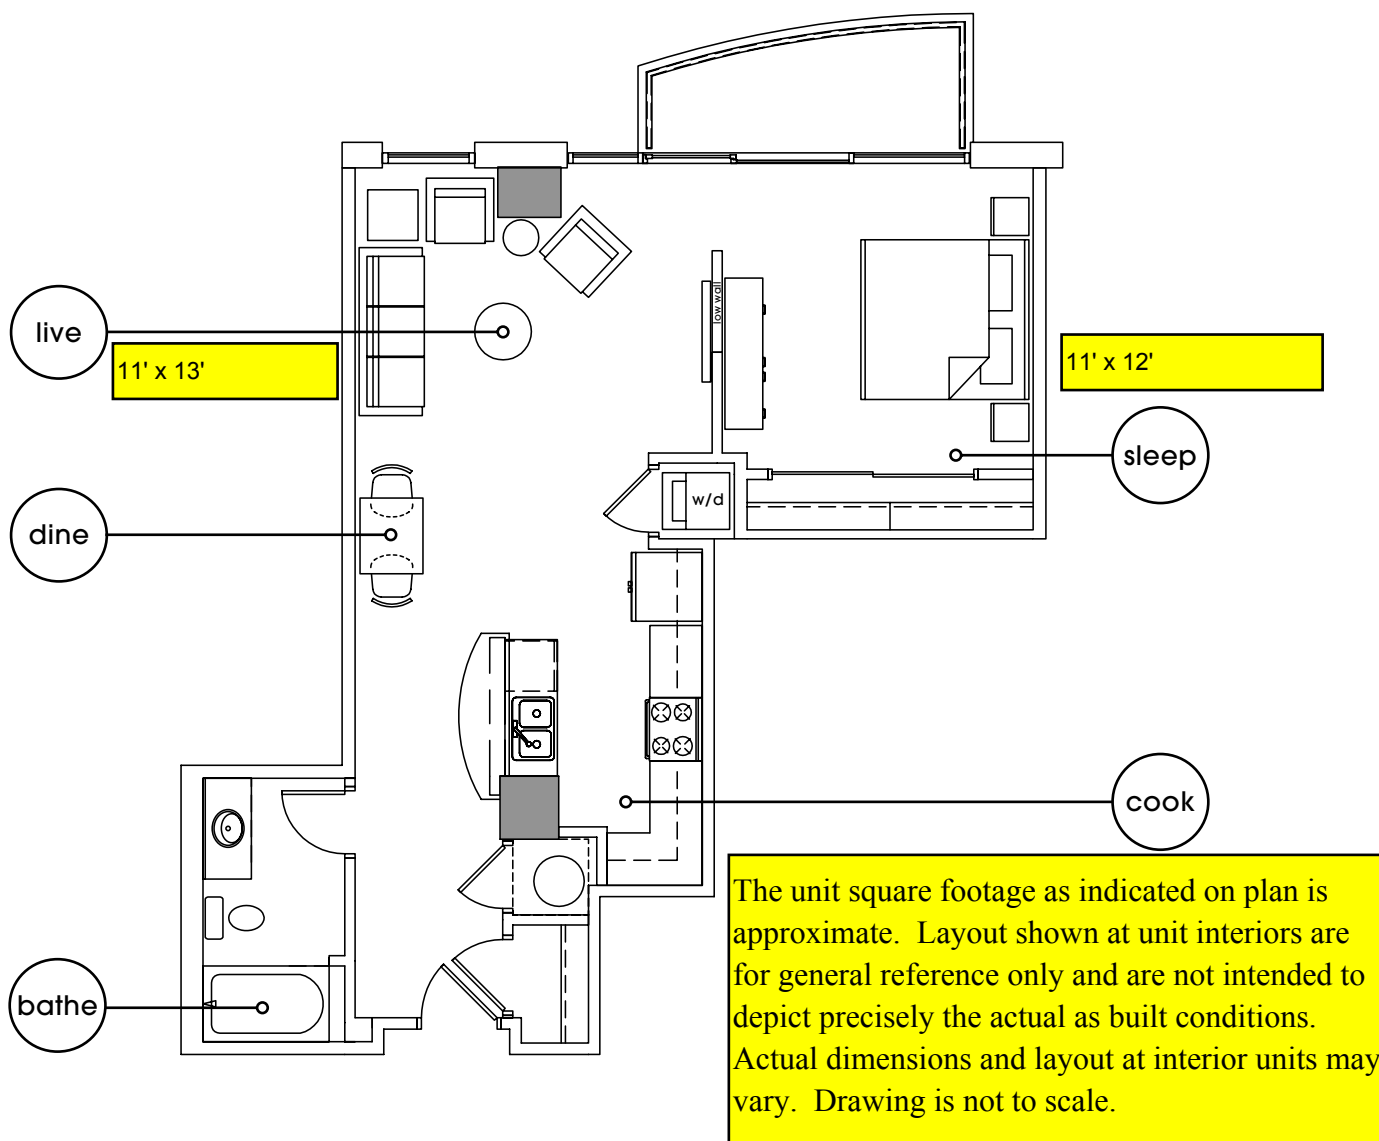 low wall
live
11' x 13'
11' x 12'
sleep
w/d
dine
cook
The unit square footage as indicated on plan is
approximate.  Layout shown at unit interiors are
for general reference only and are not intended to
depict precisely the actual as built conditions.
Actual dimensions and layout at interior units may
vary.  Drawing is not to scale.
bathe